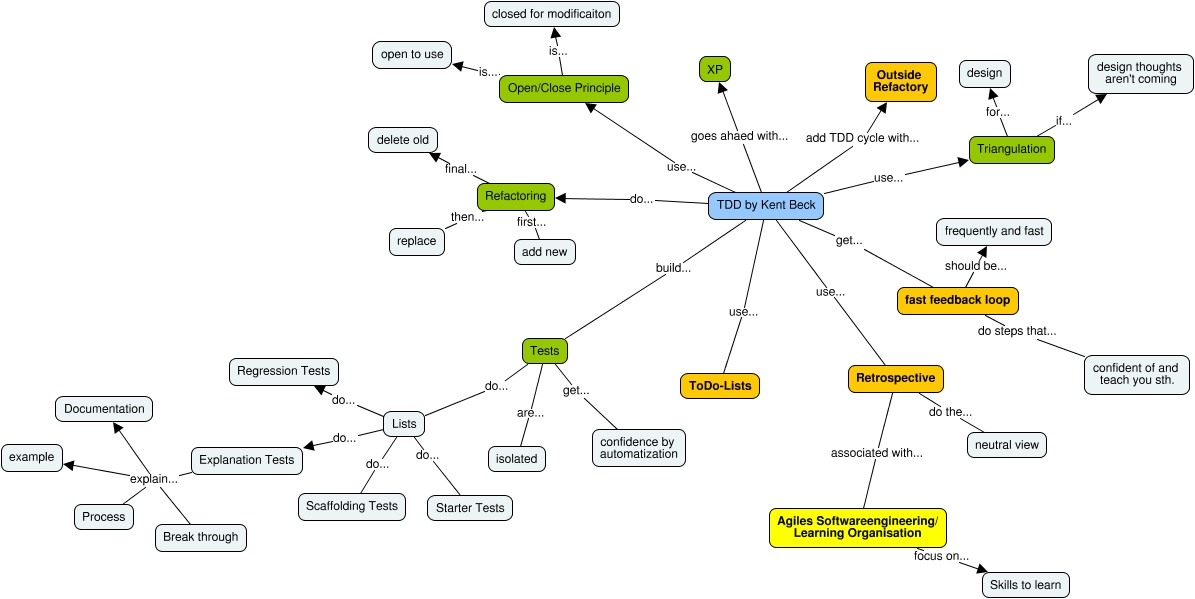 closed for modificaiton
is...
open to use
is....
Open/Close Principle
XP
Outside
Refactory
design
design thoughts
aren't coming
for...
if...
goes ahaed with...
add TDD cycle with...
Triangulation
delete old
final...
use...
use...
Refactoring
do...
TDD by Kent Beck
then...
first...
replace
add new
frequently and fast
get...
build...
should be...
use...
fast feedback loop
use...
do steps that...
Tests
Regression Tests
do...
ToDo-Lists
Retrospective
confident of and
teach you sth.
do...
get...
Documentation
are...
do the...
Lists
do...
confidence by
automatization
neutral view
example
Explanation Tests
do...
do...
isolated
associated with...
explain...
Scaffolding Tests
Starter Tests
Process
Break through
Agiles Softwareengineering/
Learning Organisation
focus on...
Skills to learn